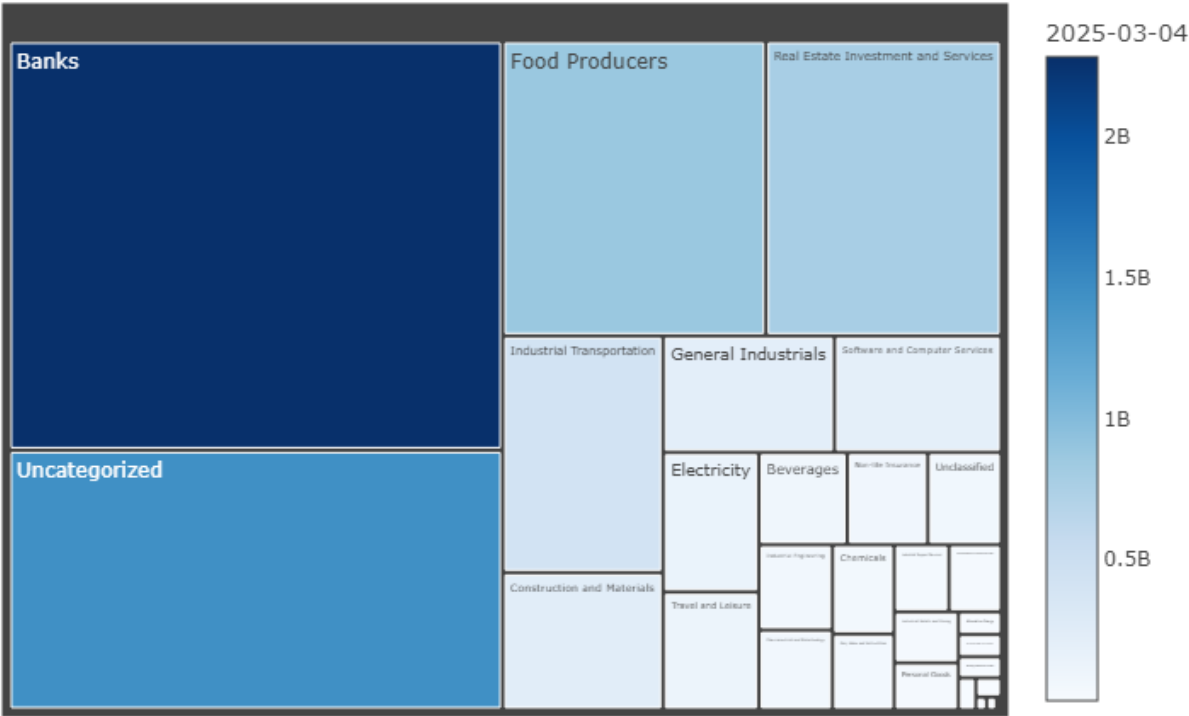 2025-03-04
Banks
Food Producers
Real Estate Investment and Services
2B
1.5B
Industrial Transportation
General Industrials
Software and Computer Services
1B
Uncategorized
Electricity
Beverages
Non-life Insurance
Unclassified
Industrial Engineering
Chemicals
0.5B
Construction and Materials
Travel and Leisure
Personal Goods